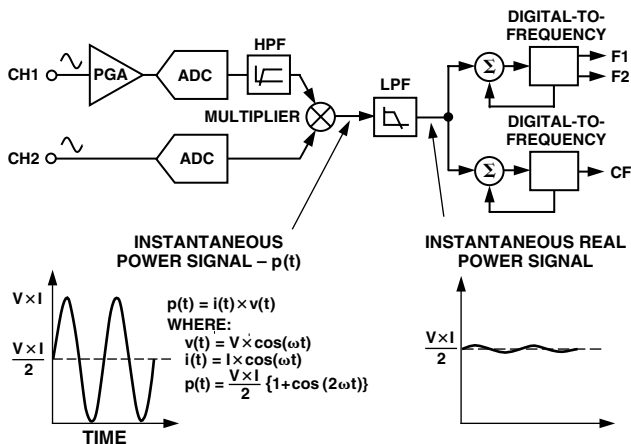 DIGITAL-TO-
FREQUENCY
F1
F2
HPF
CH1
PGA
ADC
LPF
Σ
MULTIPLIER
DIGITAL-TO-
FREQUENCY
CH2
ADC
Σ
CF
INSTANTANEOUS
POWER SIGNAL – p(t)
INSTANTANEOUS REAL
POWER SIGNAL
V × I
V × I
2
TIME
p(t) = i(t) × v(t)
WHERE:
v(t) = V × cos(ωt)
i(t) = I × cos(ωt)
p(t) = V × I
2
{1+cos (2ωt)}
V × I
2